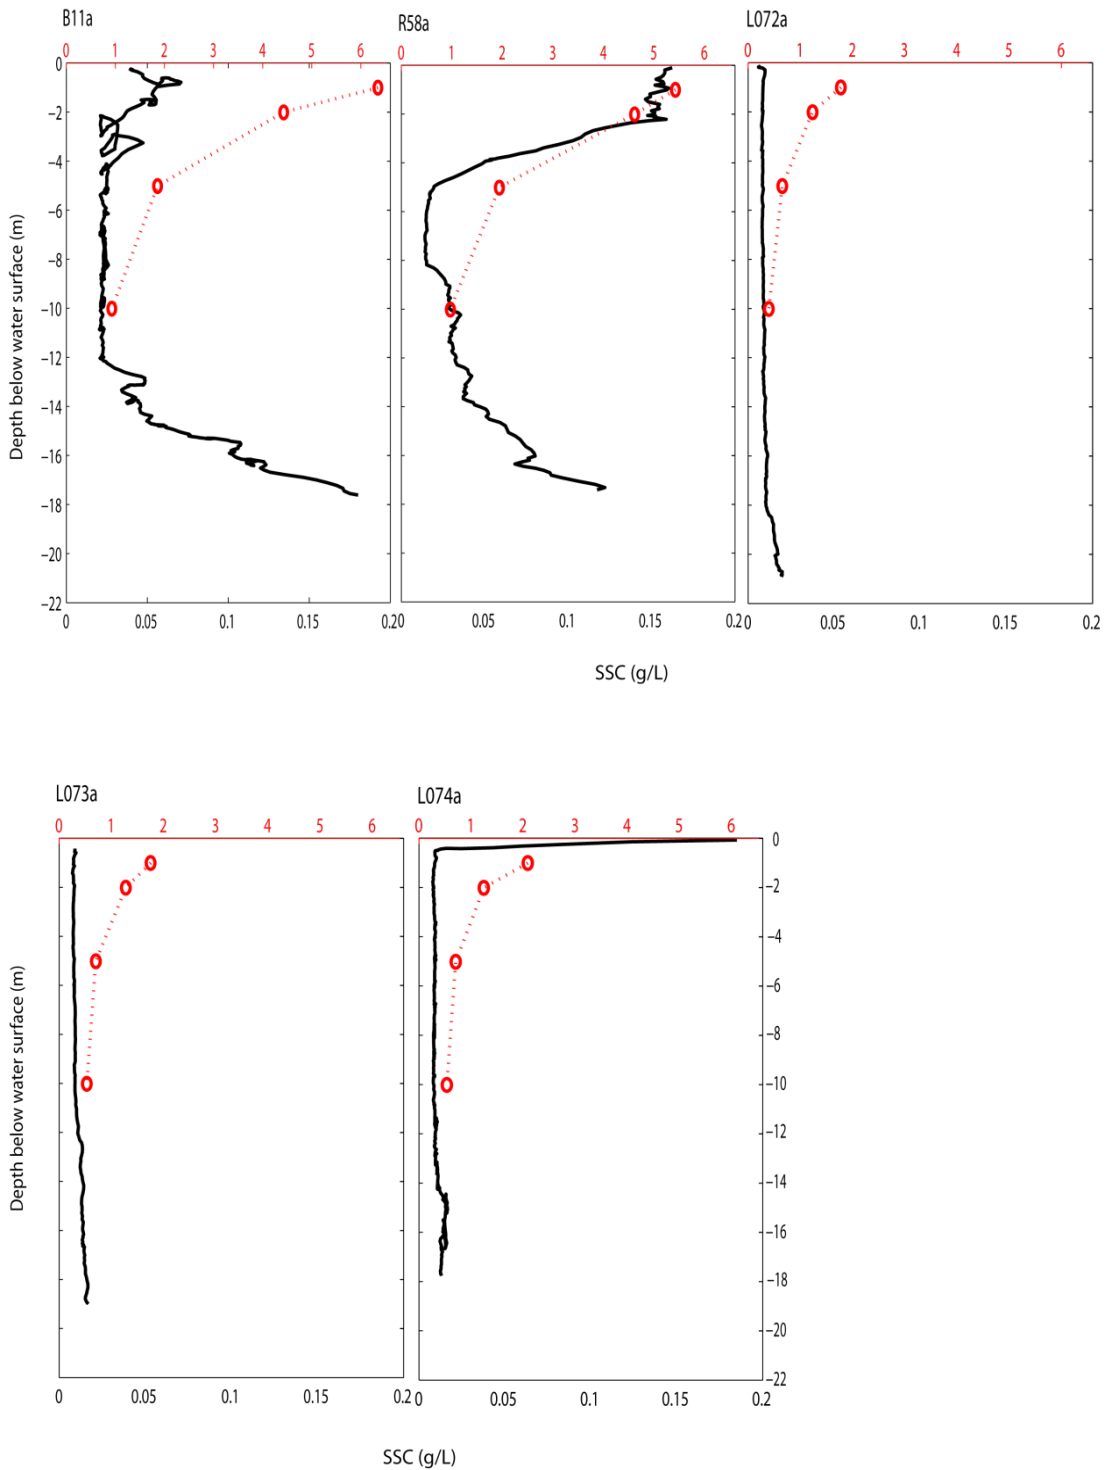 B11a
R58a
L072a
0 1 2 3 4 5 6
0 1 2 3 4 5 6
0 1 2 3 4 5 6
0
−2
−4
−6
−8
−10
−12
−14
−16
−18
−20
−22
Depth below water surface (m)
0 0.05 0.1 0.15 0.20
0.05 0.1 0.15 0.20
0.05 0.1 0.15 0.2
SSC (g/L)
L073a
L074a
0 1 2 3 4 5 6
0 1 2 3 4 5 6
0
−2
−4
−6
−8
−10
−12
−14
−16
−18
−20
−22
Depth below water surface (m)
0 0.05 0.1 0.15 0.2
0 0.05 0.1 0.15 0.2
SSC (g/L)